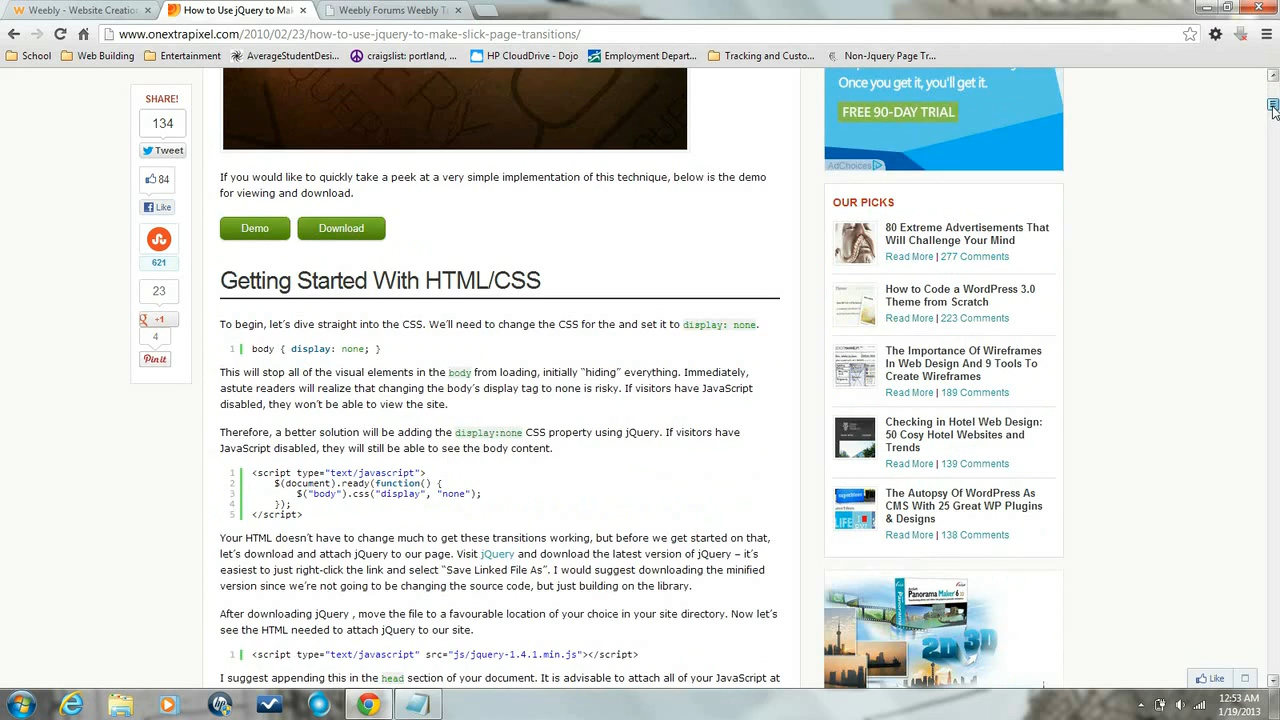 Weebly - Website Creation
How to Use jQuery to Mak
Weebly Forums Weebly T
www.onextrapixel.com/2010/02/23/how-to-use-jquery-to-make-slick-page-transitions/
School
Web Building
Entertainment
AverageStudentDesi...
craigslist: portland, ...
HP CloudDrive - Dojo
Employment Depart...
Tracking and Custo...
Non-Jquery Page Tr...
SHARE!
134
Tweet
84
Like
621
23
+1
4
Pin it
If you would like to quickly take a peek at a very simple implementation of this technique, below is the demo
for viewing and download.
Demo
Download
Getting Started With HTML/CSS
To begin, let's dive straight into the CSS. We'll need to change the CSS for the and set it to display: none.
1 body { display: none; }
This will stop all of the visual elements in the body from loading, initially "hiding" everything. Immediately,
astute readers will realize that changing the body's display tag to none is risky. If visitors have JavaScript
disabled, they won't be able to view the site.
Therefore, a better solution will be adding the display:none CSS property using jQuery. If visitors have
JavaScript disabled, they will still be able to see the body content.
1 <script type="text/javascript">
2 $(document).ready(function() {
3 $("body").css("display", "none");
4 });
5 </script>
Your HTML doesn't have to change much to get these transitions working, but before we get started on that,
let's download and attach jQuery to our page. Visit jQuery and download the latest version of jQuery – it's
easiest to just right-click the link and select "Save Linked File As". I would suggest downloading the minified
version since we're not going to be changing the source code, but just building on the library.
After downloading jQuery , move the file to a favourable location of your choice in your site directory. Now let's
see the HTML needed to attach jQuery to our site.
1 <script type="text/javascript" src="js/jquery-1.4.1.min.js"></script>
I suggest appending this in the head section of your document. It is advisable to attach all of your JavaScript at
Once you get it, you'll get it.
FREE 90-DAY TRIAL
AdChoices
OUR PICKS
80 Extreme Advertisements That
Will Challenge Your Mind
Read More | 277 Comments
How to Code a WordPress 3.0
Theme from Scratch
Read More | 223 Comments
The Importance Of Wireframes
In Web Design And 9 Tools To
Create Wireframes
Read More | 189 Comments
Checking in Hotel Web Design:
50 Cosy Hotel Websites and
Trends
Read More | 139 Comments
The Autopsy Of WordPress As
CMS With 25 Great WP Plugins
& Designs
Read More | 138 Comments
Panorama Maker 6
2D 3D
Like
12:53 AM
1/19/2013